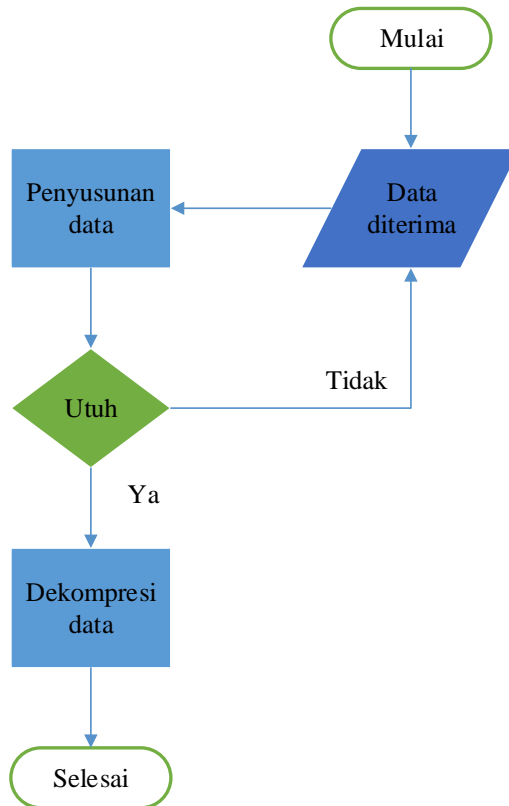 Mulai
Data
diterima
Penyusunan
data
Utuh
Tidak
Ya
Dekompresi
data
Selesai